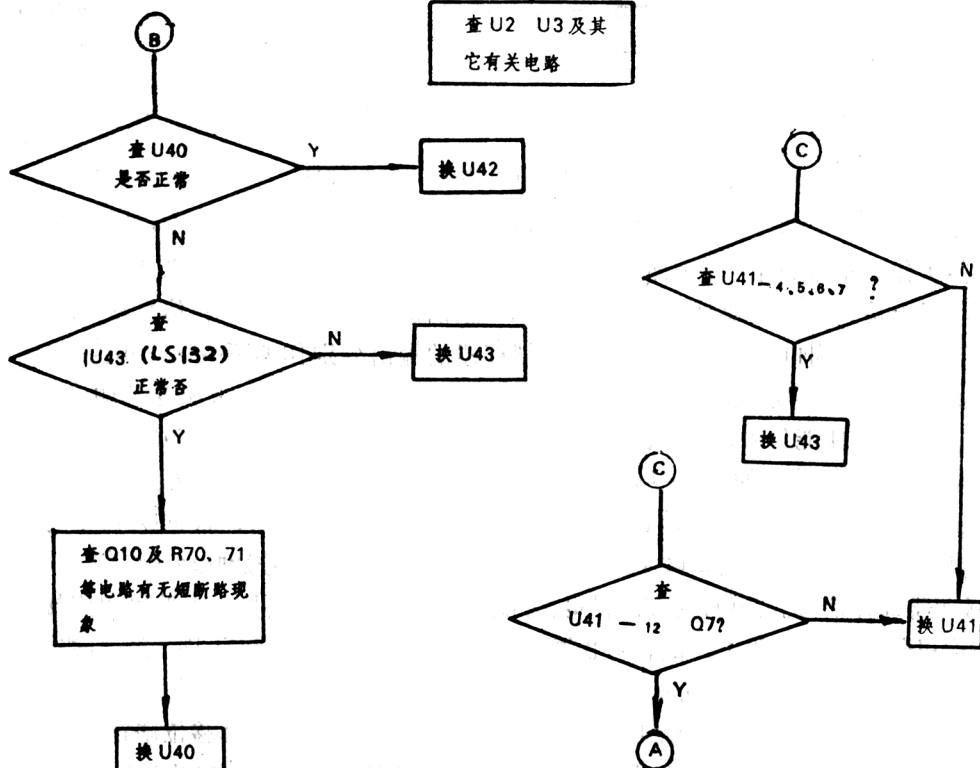 B
查U2 U3及其
它有关电路
查U40
是否正常
Y
换U42
N
查
U43 (LS132)
正常否
N
换U43
Y
查Q10及R70、71
等电路有无短断路现
象
换U40
C
查U41-4、5、6、7 ?
N
Y
换U43
C
查
U41-12 Q7?
N
换U41
Y
A